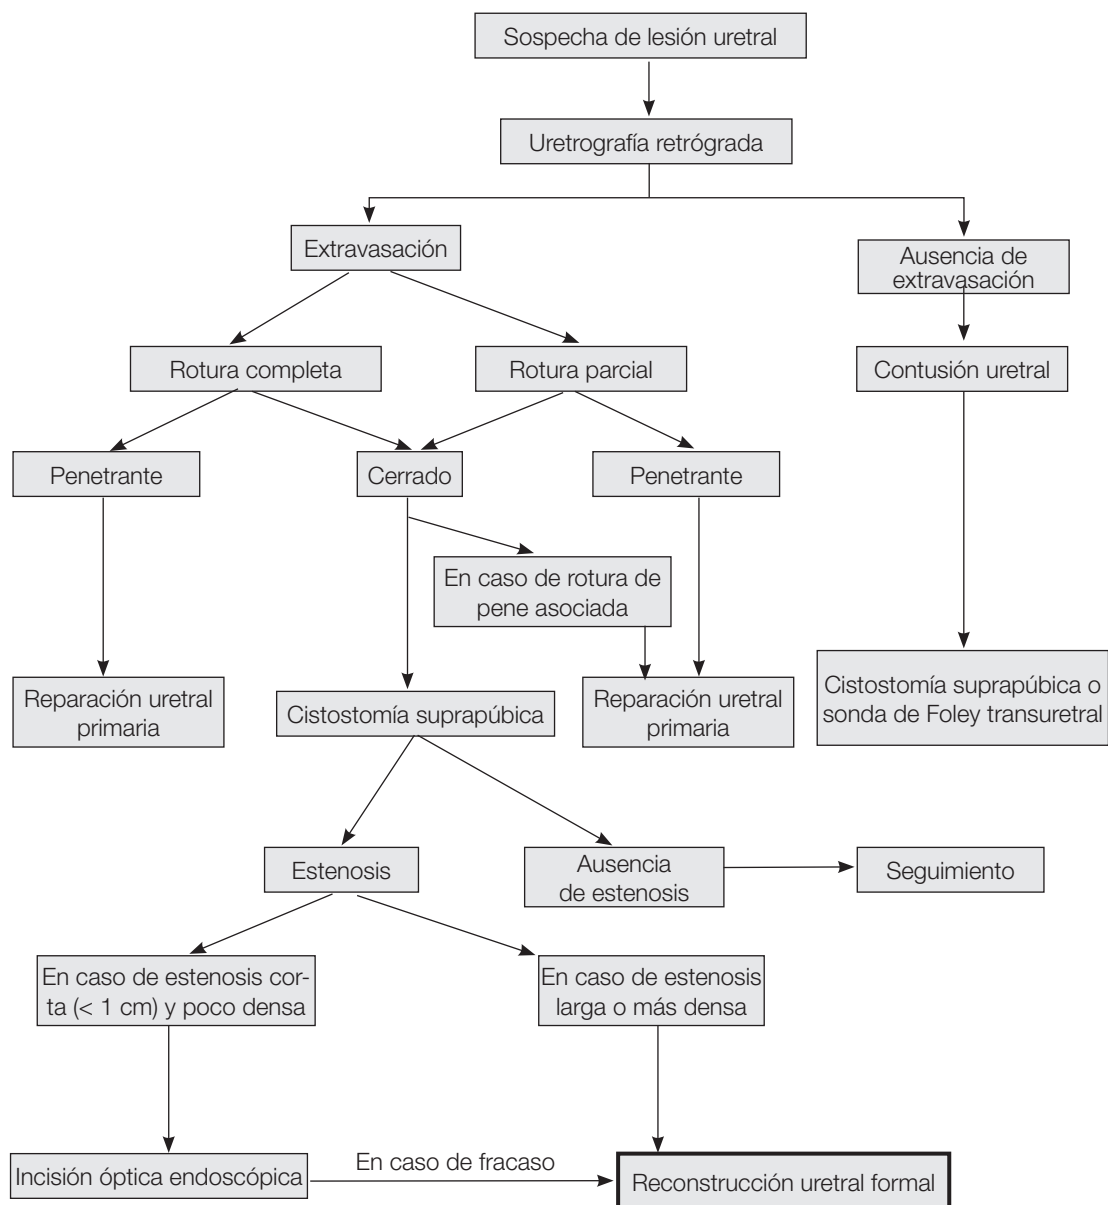 Sospecha de lesión uretral
Uretrografía retrógrada
Extravasación
Ausencia de
extravasación
Rotura completa
Rotura parcial
Contusión uretral
Penetrante
Cerrado
Penetrante
En caso de rotura de
pene asociada
Reparación uretral
primaria
Cistostomía suprapúbica
Reparación uretral
primaria
Cistostomía suprapúbica o
sonda de Foley transuretral
Estenosis
Ausencia
de estenosis
Seguimiento
En caso de estenosis cor-
ta (< 1 cm) y poco densa
En caso de estenosis
larga o más densa
Incisión óptica endoscópica
En caso de fracaso
Reconstrucción uretral formal